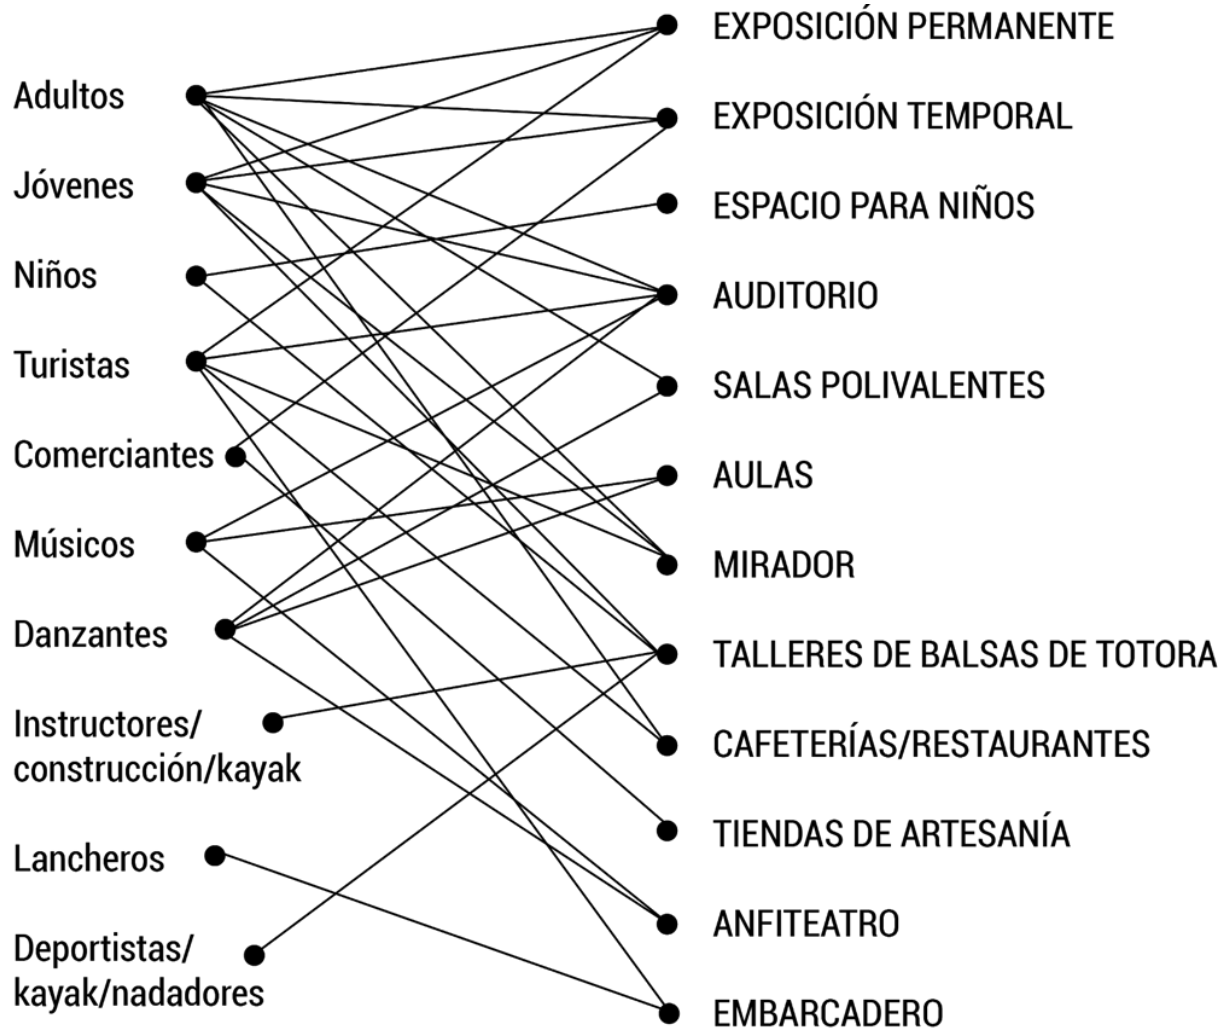 Adultos
Jóvenes
Niños
Turistas
Comerciantes
Músicos
Danzantes
Instructores/
construcción/kayak
Lancheros
Deportistas/
kayak/nadadores
EXPOSICIÓN PERMANENTE
EXPOSICIÓN TEMPORAL
ESPACIO PARA NIÑOS
AUDITORIO
SALAS POLIVALENTES
AULAS
MIRADOR
TALLERES DE BALSAS DE TOTORA
CAFETERÍAS/RESTAURANTES
TIENDAS DE ARTESANÍA
ANFITEATRO
EMBARCADERO